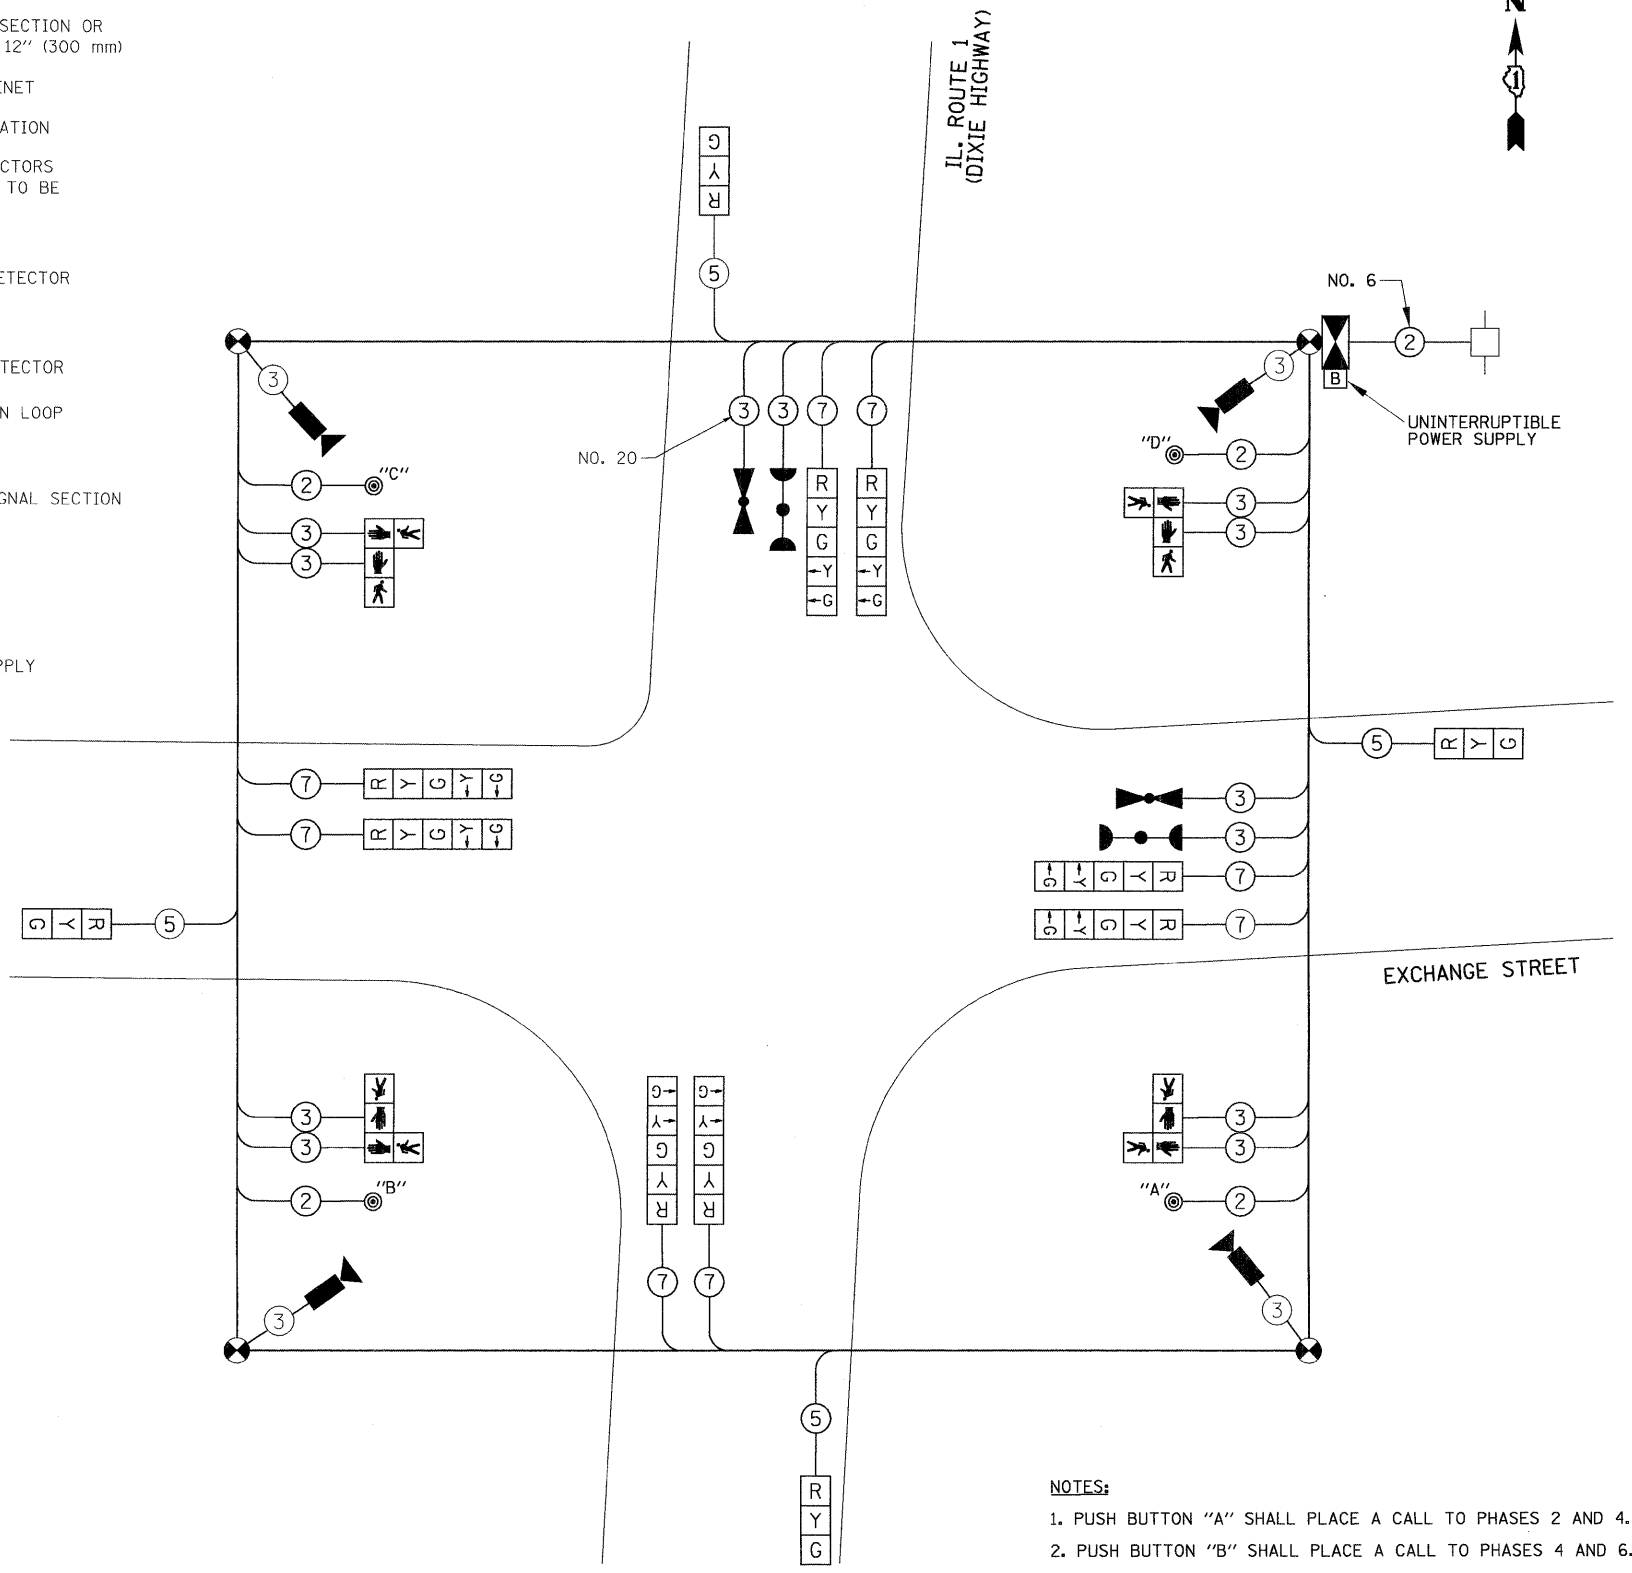 SECTION OR
12" (300 mm)
INET
ATION
CTORS
TO BE
ETECTOR
TECTOR
N LOOP
GNAL SECTION
PPLY
N
1
IL. ROUTE 1
(DIXIE HIGHWAY)
G
Y
R
5
NO. 6
2
B
UNINTERRUPTIBLE
POWER SUPPLY
3
3
NO. 20
3
3
7
7
R
Y
G
Y
G
R
Y
G
Y
G
"C"
2
3
3
"D"
2
3
3
7
R Y G Y G
7
R Y G Y G
G Y R
5
5
R Y G
3
3
G Y G Y R
7
G Y G Y R
7
EXCHANGE STREET
3
3
2
"B"
3
G
Y
G
Y
R
7
G
Y
G
Y
R
7
3
3
"A"
2
3
5
R
Y
G
NOTES:
1. PUSH BUTTON "A" SHALL PLACE A CALL TO PHASES 2 AND 4.
2. PUSH BUTTON "B" SHALL PLACE A CALL TO PHASES 4 AND 6.